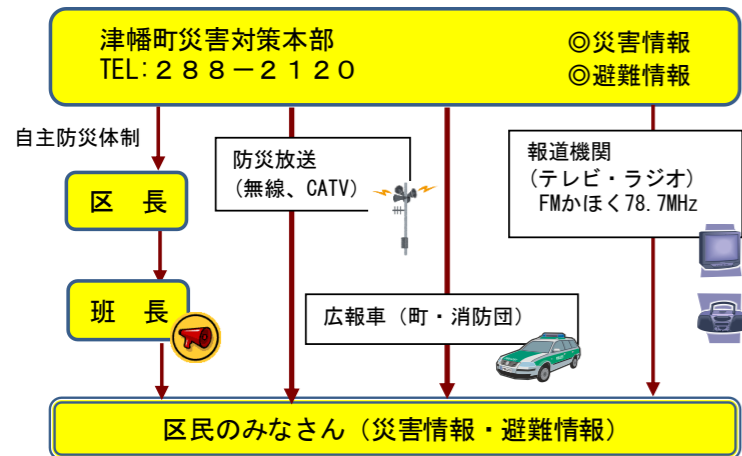 津幡町災害対策本部
TEL:２８８－２１２０
◎災害情報
◎避難情報
自主防災体制
区　長
班　長
防災放送
(無線、CATV)
広報車（町・消防団）
報道機関
(テレビ・ラジオ)
FMかほく78.7MHz
区民のみなさん（災害情報・避難情報）